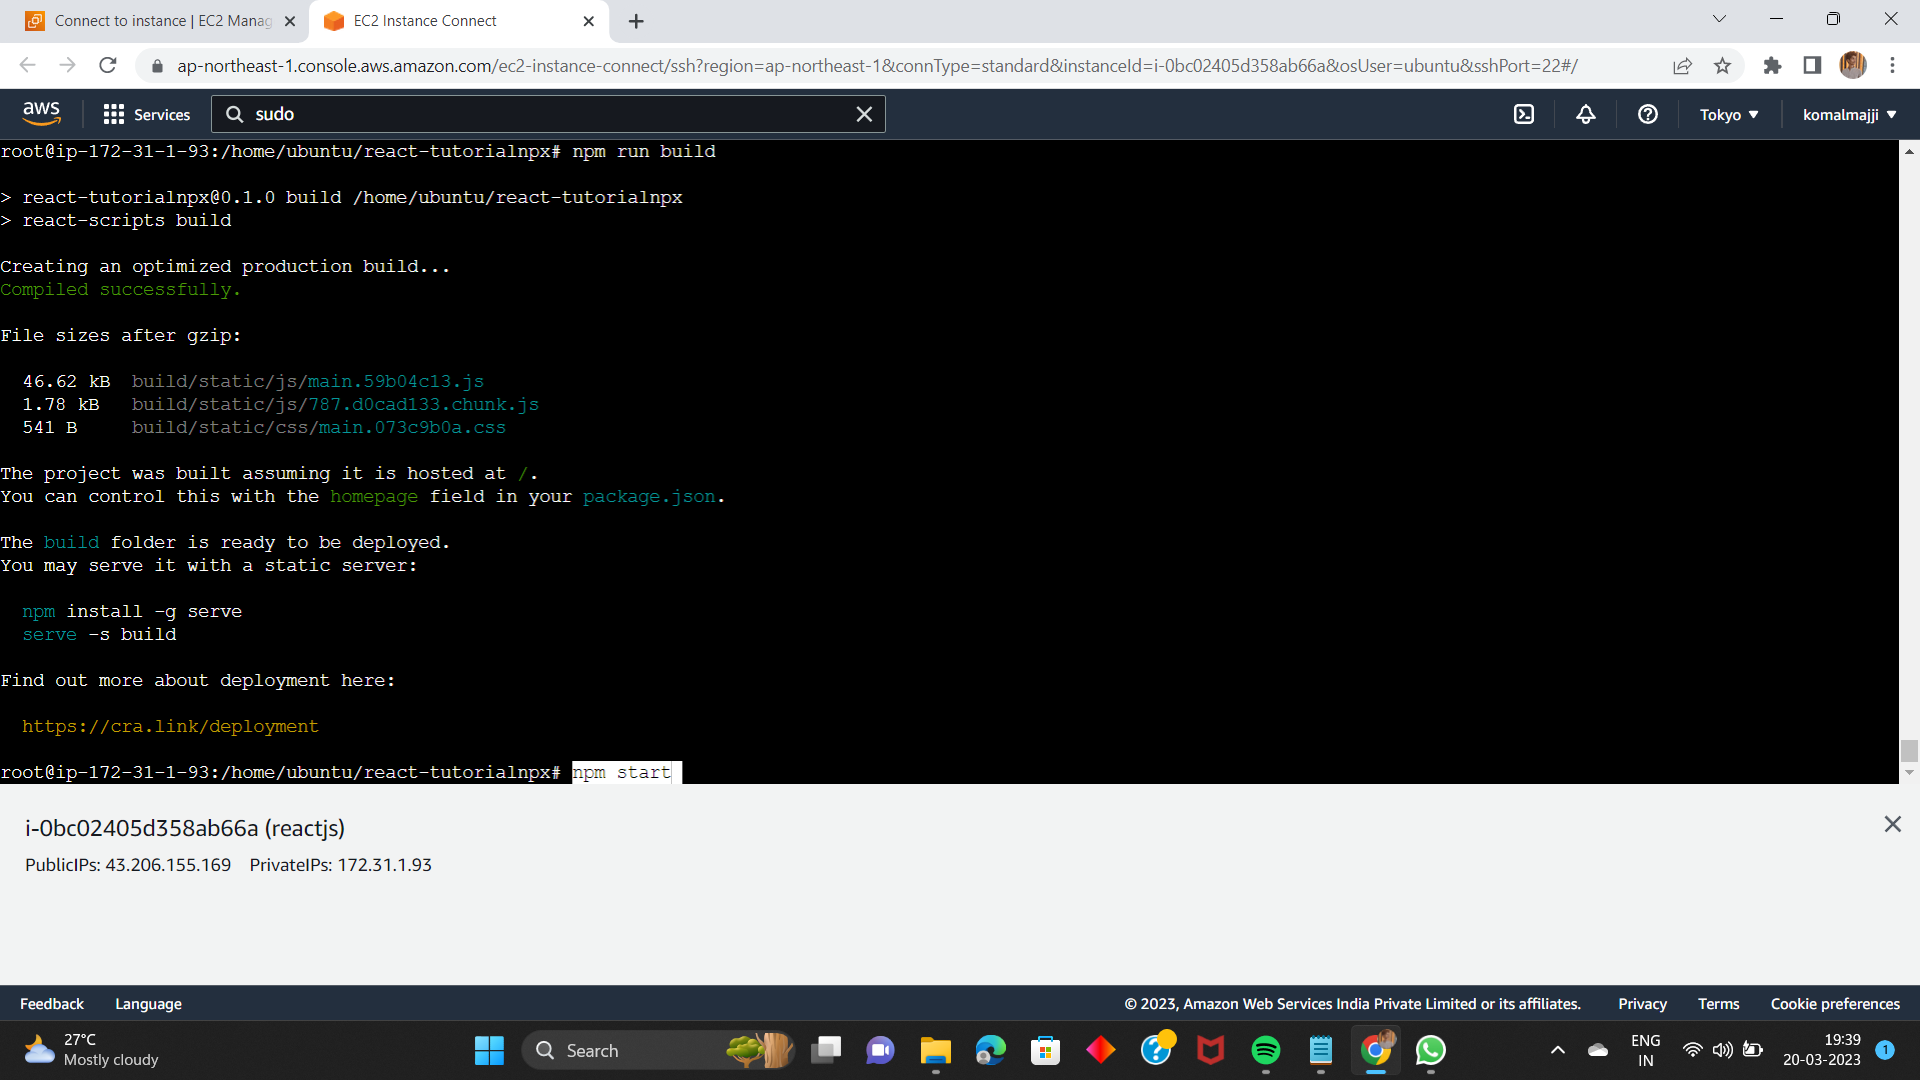 Connect to instance | EC2 Manag
EC2 Instance Connect
ap-northeast-1.console.aws.amazon.com/ec2-instance-connect/ssh?region=ap-northeast-1&connType=standard&instanceId=i-0bc02405d358ab66a&osUser=ubuntu&sshPort=22#/
aws
Services
sudo
Tokyo
komalmajji
root@ip-172-31-1-93:/home/ubuntu/react-tutorialnpx# npm run build
> react-tutorialnpx@0.1.0 build /home/ubuntu/react-tutorialnpx
> react-scripts build
Creating an optimized production build...
Compiled successfully.
File sizes after gzip:
46.62 kB  build/static/js/main.59b04c13.js
1.78 kB  build/static/js/787.d0cad133.chunk.js
541 B  build/static/css/main.073c9b0a.css
The project was built assuming it is hosted at /.
You can control this with the homepage field in your package.json.
The build folder is ready to be deployed.
You may serve it with a static server:
npm install -g serve
serve -s build
Find out more about deployment here:
https://cra.link/deployment
root@ip-172-31-1-93:/home/ubuntu/react-tutorialnpx# npm start
i-0bc02405d358ab66a (reactjs)
PublicIPs: 43.206.155.169  PrivateIPs: 172.31.1.93
Feedback
Language
© 2023, Amazon Web Services India Private Limited or its affiliates.
Privacy
Terms
Cookie preferences
27°C
Mostly cloudy
Search
ENG
IN
19:39
20-03-2023
1